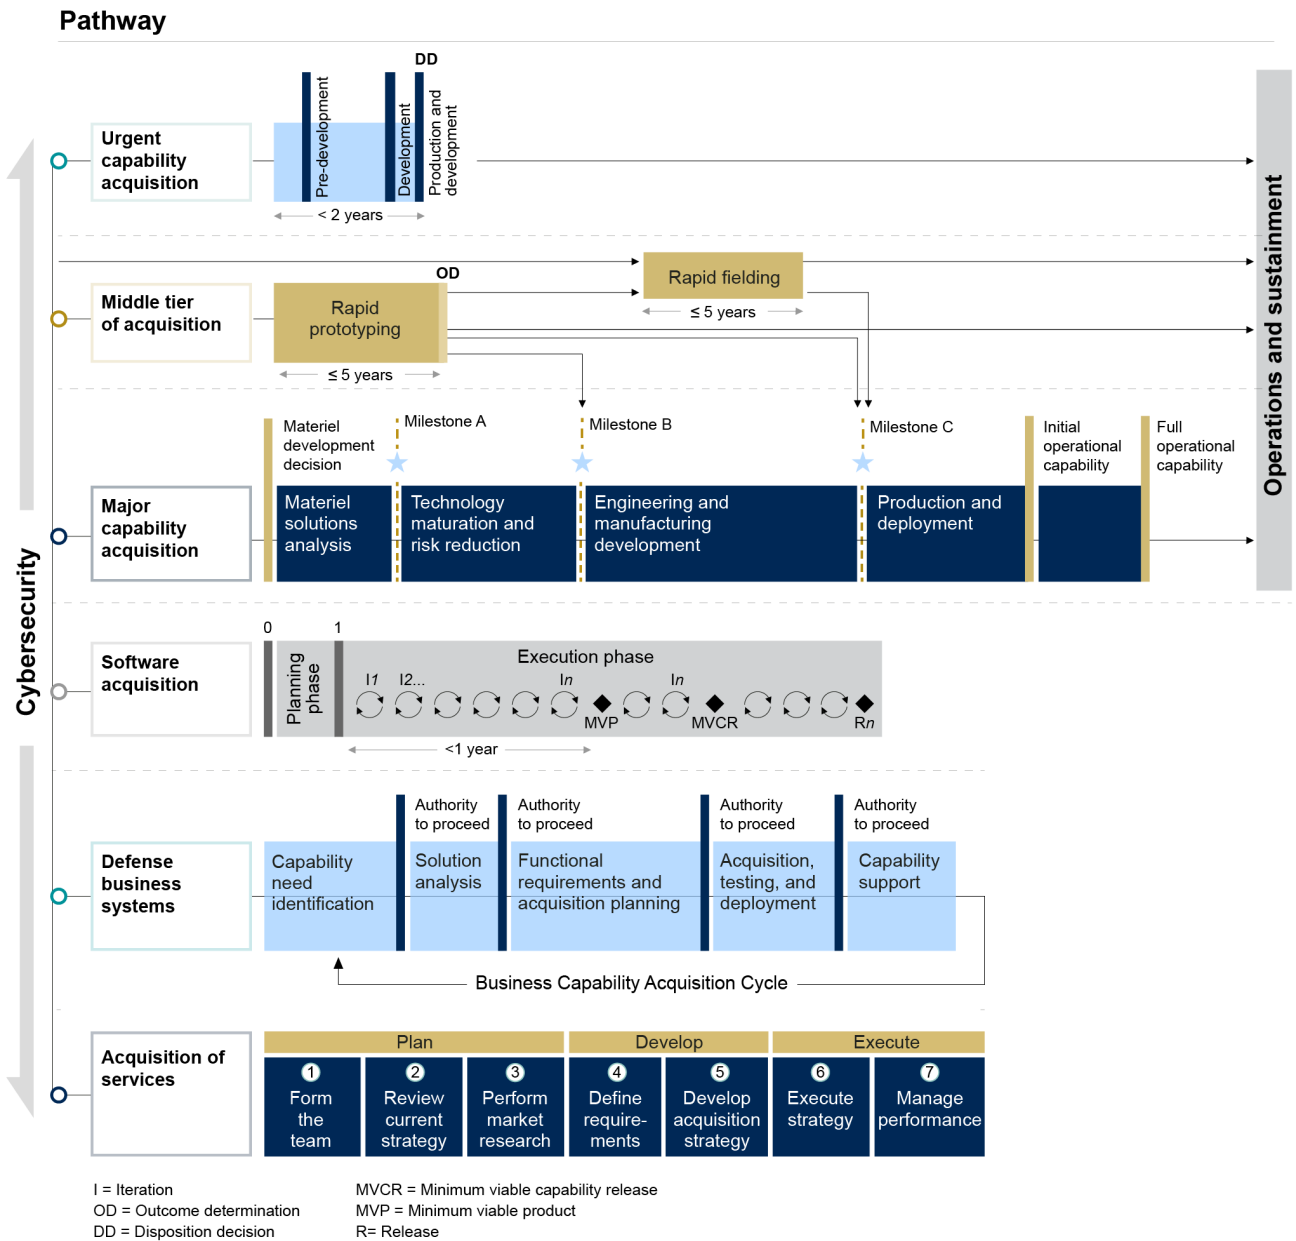 Pathway
DD
Urgent
capability
acquisition
Pre-development
Development
Production and
development
< 2 years
Operations and sustainment
Cybersecurity
Middle tier
of acquisition
OD
Rapid
prototyping
≤ 5 years
Rapid fielding
≤ 5 years
Materiel
development
decision
Milestone A
Milestone B
Milestone C
Initial
operational
capability
Full
operational
capability
Major
capability
acquisition
Materiel
solutions
analysis
Technology
maturation and
risk reduction
Engineering and
manufacturing
development
Production and
deployment
0
1
Software
acquisition
Planning
phase
Execution phase
I1
I2...
In
In
MVP
MVCR
Rn
<1 year
Authority
to proceed
Authority
to proceed
Authority
to proceed
Authority
to proceed
Defense
business
systems
Capability
need
identification
Solution
analysis
Functional
requirements and
acquisition planning
Acquisition,
testing, and
deployment
Capability
support
Business Capability Acquisition Cycle
Acquisition of
services
Plan
Develop
Execute
1
Form
the
team
2
Review
current
strategy
3
Perform
market
research
4
Define
require-
ments
5
Develop
acquisition
strategy
6
Execute
strategy
7
Manage
performance
I = Iteration
OD = Outcome determination
DD = Disposition decision
MVCR = Minimum viable capability release
MVP = Minimum viable product
R= Release